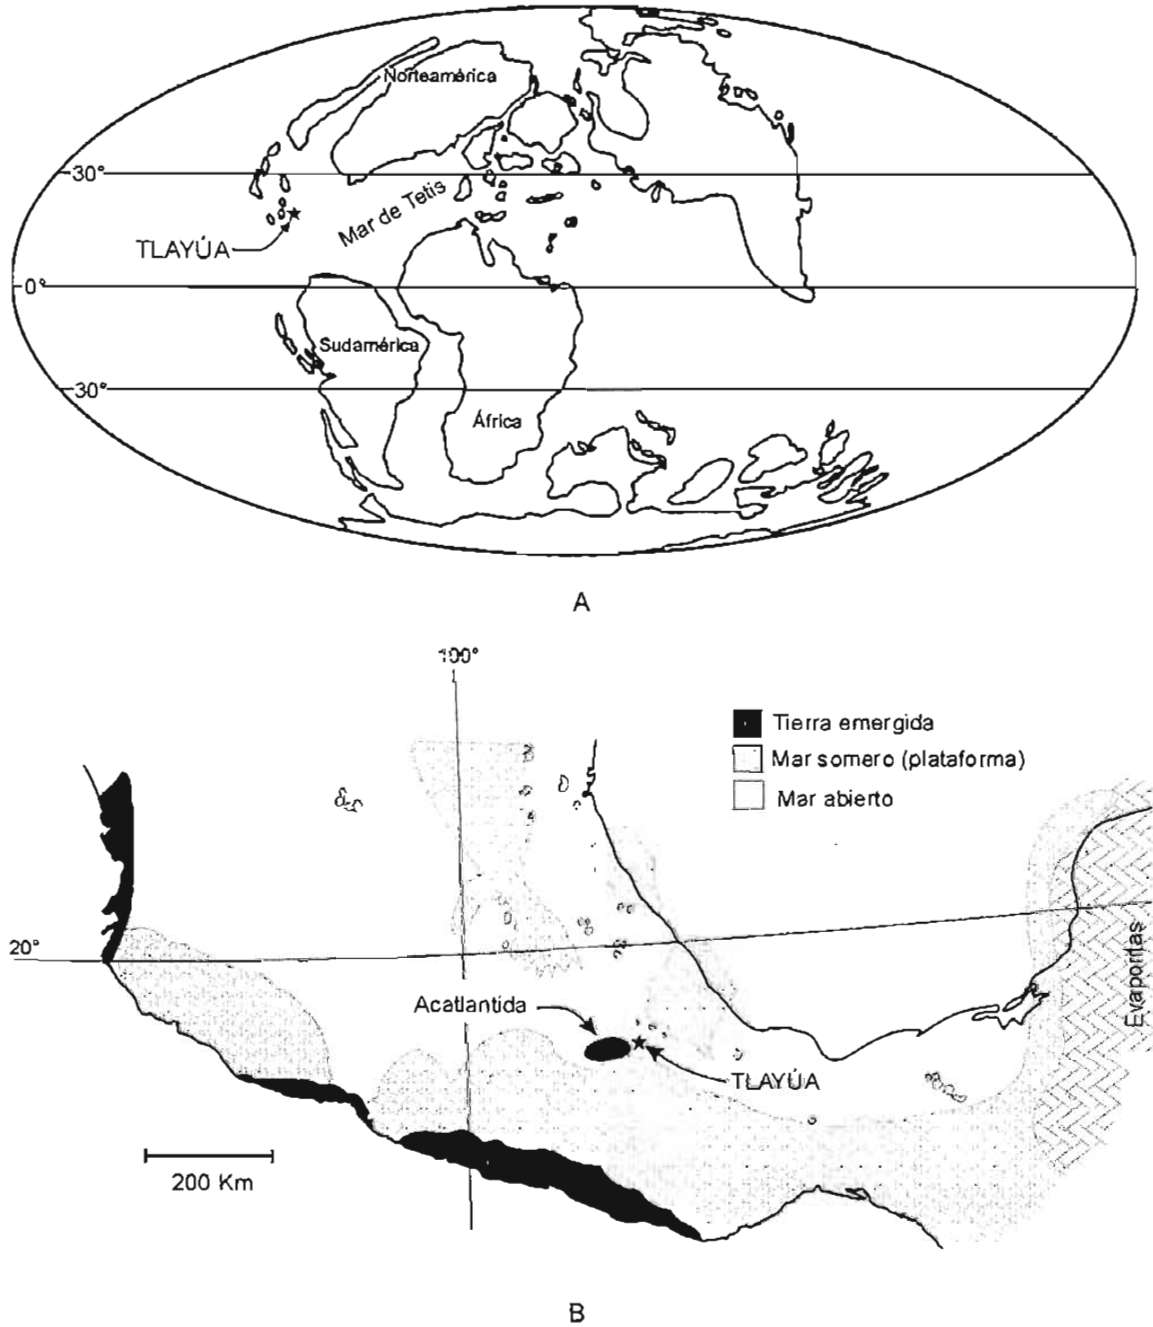 Norteamérica
30°
Mar de Tetis
TLAYÚA
0°
Sudamérica
30°
África
A
100°
Tierra emergida
Mar somero (plataforma)
Mar abierto
20°
Evaporitas
Acatlantida
TLAYÚA
200 Km
B